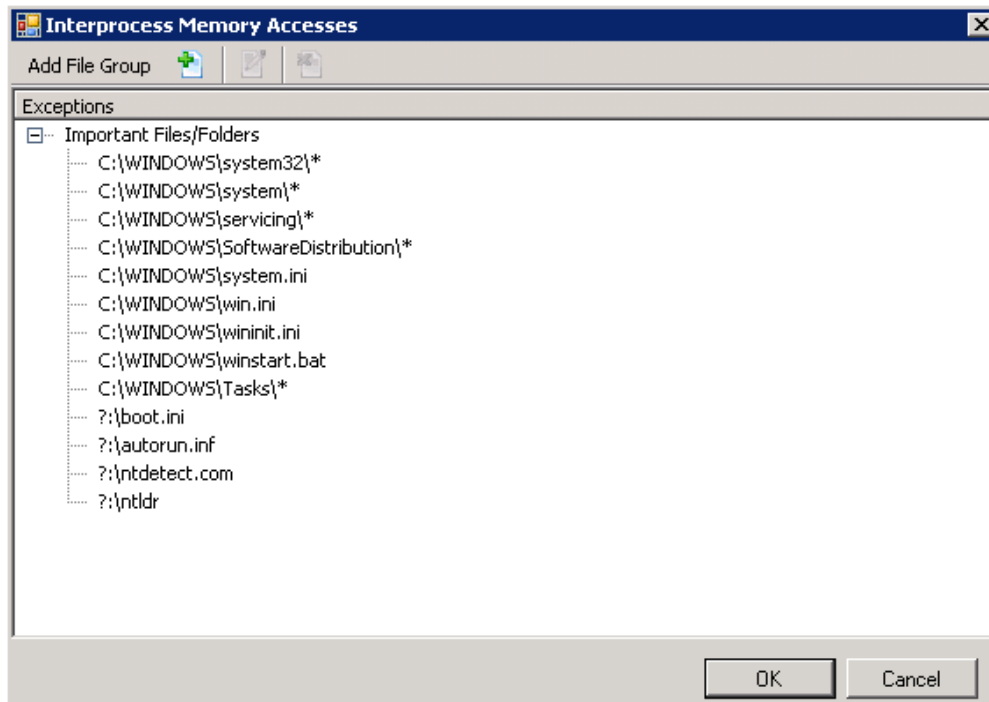 Interprocess Memory Accesses
Add File Group
Exceptions
Important Files/Folders
C:\WINDOWS\system32\*
C:\WINDOWS\system\*
C:\WINDOWS\servicing\*
C:\WINDOWS\SoftwareDistribution\*
C:\WINDOWS\system.ini
C:\WINDOWS\win.ini
C:\WINDOWS\wininit.ini
C:\WINDOWS\winstart.bat
C:\WINDOWS\Tasks\*
?:\boot.ini
?:\autorun.inf
?:\ntdetect.com
?:\ntldr
OK Cancel